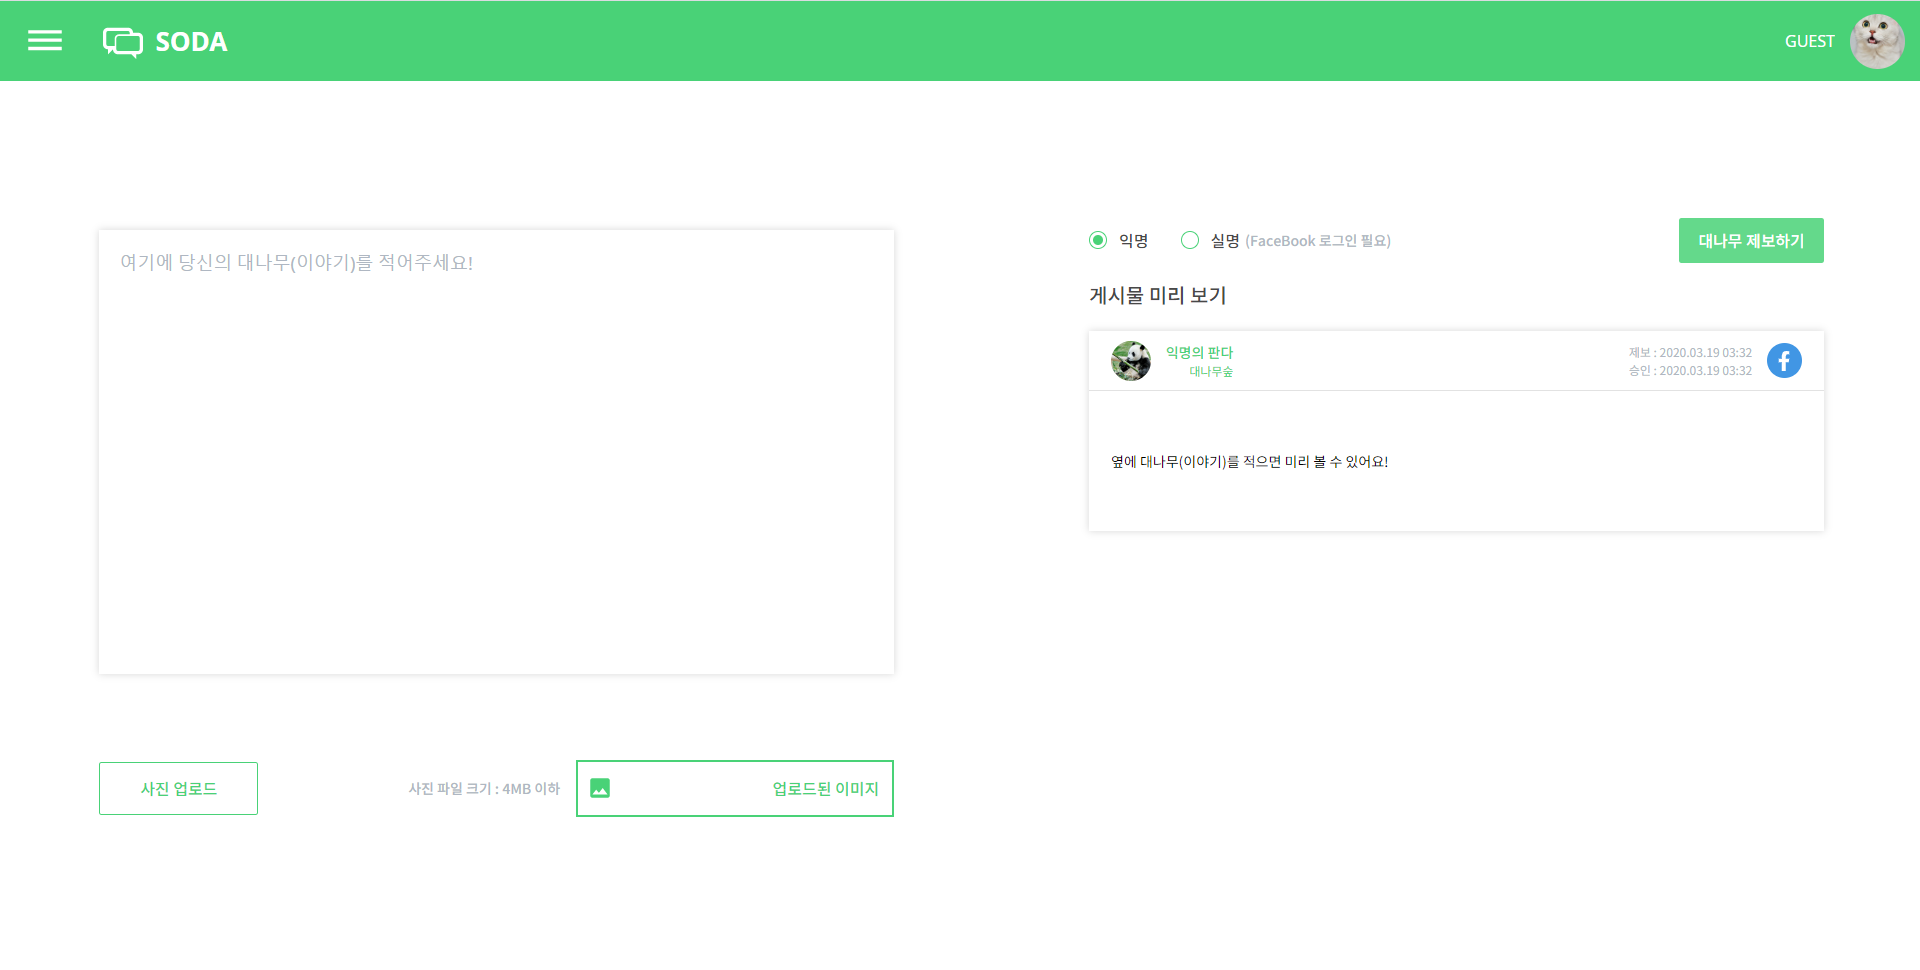 SODA
GUEST
여기에 당신의 대나무(이야기)를 적어주세요!
사진 업로드
사진 파일 크기 : 4MB 이하
업로드된 이미지
익명
실명 (FaceBook 로그인 필요)
대나무 제보하기
게시물 미리 보기
익명의 판다
대나무숲
제보 : 2020.03.19 03:32
승인 : 2020.03.19 03:32
옆에 대나무(이야기)를 적으면 미리 볼 수 있어요!